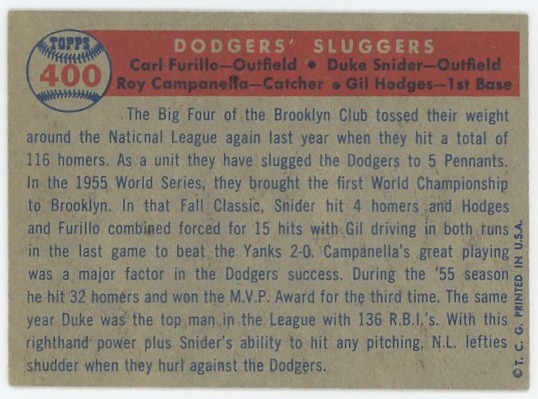 TOPPS
400
DODGERS' SLUGGERS
Carl Furillo—Outfield • Duke Snider—Outfield
Roy Campanella—Catcher • Gil Hodges—1st Base
The Big Four of the Brooklyn Club tossed their weight
around the National League again last year when they hit a total of
116 homers. As a unit they have slugged the Dodgers to 5 Pennants.
In the 1955 World Series, they brought the first World Championship
to Brooklyn. In that Fall Classic, Snider hit 4 homers and Hodges
and Furillo combined forced for 15 hits with Gil driving in both runs
in the last game to beat the Yanks 2-0. Campanella's great playing
was a major factor in the Dodgers success. During the '55 season
he hit 32 homers and won the M.V.P. Award for the third time. The same
year Duke was the top man in the League with 136 R.B.I.'s. With this
righthand power plus Snider's ability to hit any pitching, N.L. lefties
shudder when they hurl against the Dodgers.
© T. C. G. PRINTED IN U.S.A.